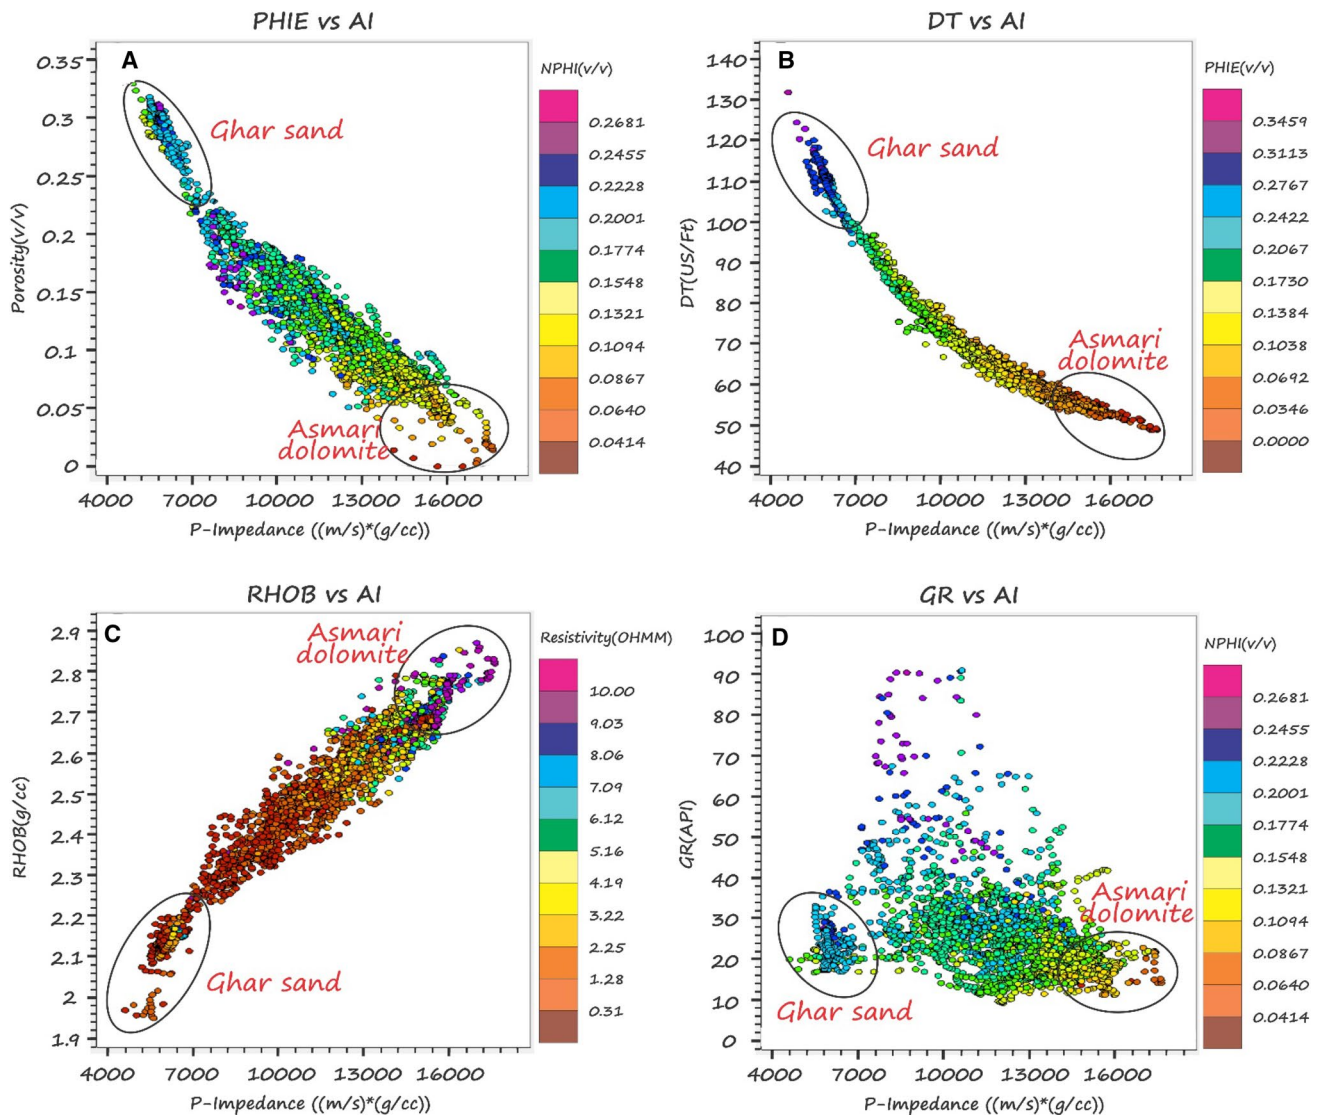 PHIE vs AI
A
0.35
0.3
0.25
0.2
0.15
0.1
0.05
0
Porosity(v/v)
Ghar sand
Asmari
dolomite
4000 7000 10000 13000 16000
P-Impedance ((m/s)*(g/cc))
NPHI(v/v)
0.2681
0.2455
0.2228
0.2001
0.1774
0.1548
0.1321
0.1094
0.0867
0.0640
0.0414
DT vs AI
B
140
130
120
110
100
90
80
70
60
50
40
DT(US/Ft)
Ghar sand
Asmari
dolomite
4000 7000 10000 13000 16000
P-Impedance ((m/s)*(g/cc))
PHIE(v/v)
0.3459
0.3113
0.2767
0.2422
0.2067
0.1730
0.1384
0.1038
0.0692
0.0346
0.0000
RHOB vs AI
C
2.9
2.8
2.7
2.6
2.5
2.4
2.3
2.2
2.1
2
1.9
RHOB(g/cc)
Asmari
dolomite
Ghar sand
4000 7000 10000 13000 16000
P-Impedance ((m/s)*(g/cc))
Resistivity(OHMM)
10.00
9.03
8.06
7.09
6.12
5.16
4.19
3.22
2.25
1.28
0.31
GR vs AI
D
100
90
80
70
60
50
40
30
20
10
0
GR(API)
Asmari
dolomite
Ghar sand
4000 7000 10000 13000 16000
P-Impedance ((m/s)*(g/cc))
NPHI(v/v)
0.2681
0.2455
0.2228
0.2001
0.1774
0.1548
0.1321
0.1094
0.0867
0.0640
0.0414